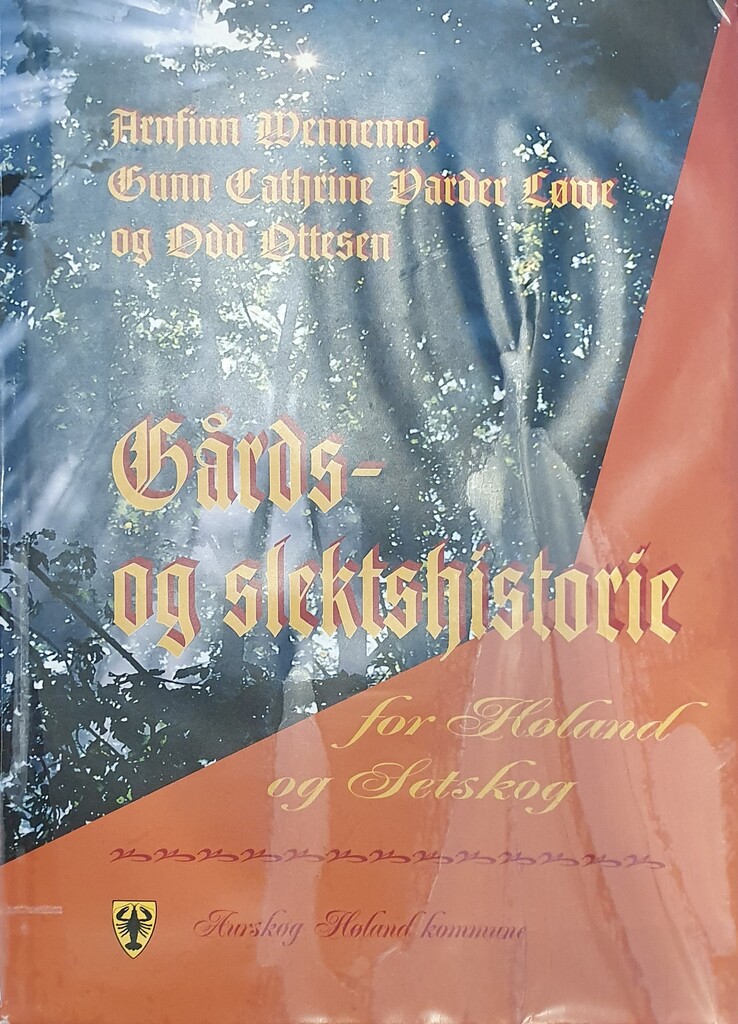 Arnfinn Wennemo,
Gunn Cathrine Varder Løwe
og Odd Ottesen
Gårds-
og slektshistorie
for Høland
og Setskog
Aurskog Høland kommune